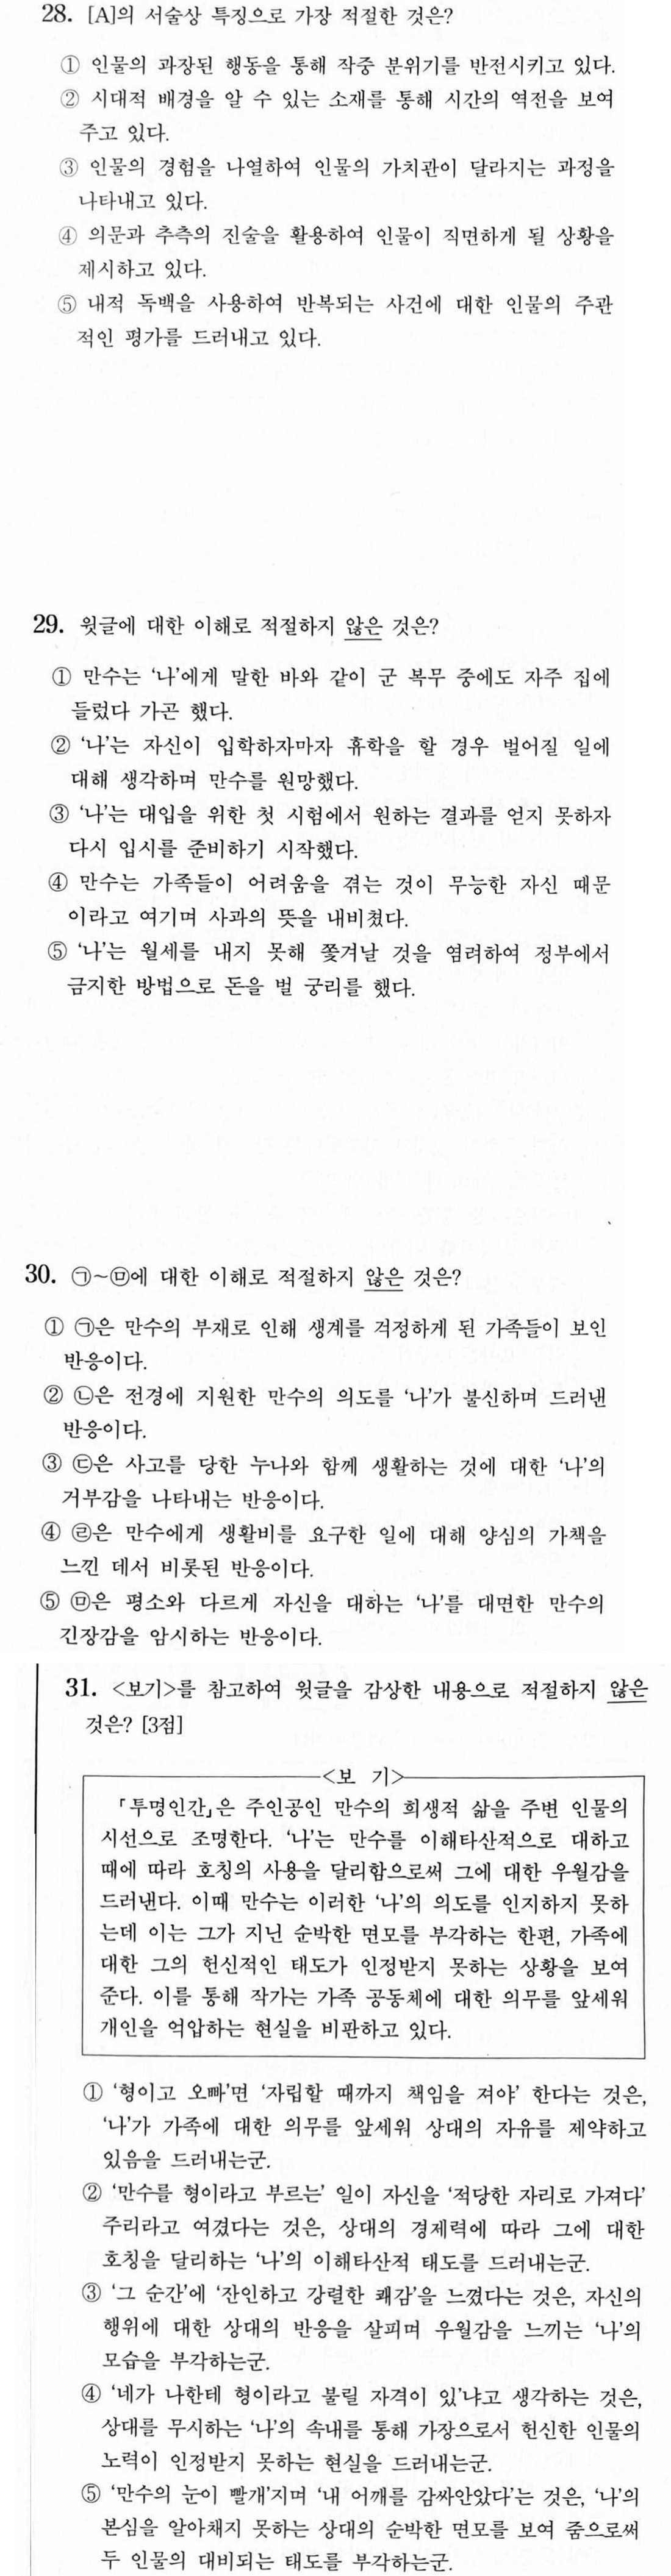 28. [A]의 서술상 특징으로 가장 적절한 것은?
① 인물의 과장된 행동을 통해 작중 분위기를 반전시키고 있다.
② 시대적 배경을 알 수 있는 소재를 통해 시간의 역전을 보여
주고 있다.
③ 인물의 경험을 나열하여 인물의 가치관이 달라지는 과정을
나타내고 있다.
④ 의문과 추측의 진술을 활용하여 인물이 직면하게 될 상황을
제시하고 있다.
⑤ 내적 독백을 사용하여 반복되는 사건에 대한 인물의 주관
적인 평가를 드러내고 있다.
29. 윗글에 대한 이해로 적절하지 않은 것은?
① 만수는 ‘나’에게 말한 바와 같이 군 복무 중에도 자주 집에
들렀다 가곤 했다.
② ‘나’는 자신이 입학하자마자 휴학을 할 경우 벌어질 일에
대해 생각하며 만수를 원망했다.
③ ‘나’는 대입을 위한 첫 시험에서 원하는 결과를 얻지 못하자
다시 입시를 준비하기 시작했다.
④ 만수는 가족들이 어려움을 겪는 것이 무능한 자신 때문
이라고 여기며 사과의 뜻을 내비쳤다.
⑤ ‘나’는 월세를 내지 못해 쫓겨날 것을 염려하여 정부에서
금지한 방법으로 돈을 벌 궁리를 했다.
30. ㉠~㉤에 대한 이해로 적절하지 않은 것은?
① ㉠은 만수의 부재로 인해 생계를 걱정하게 된 가족들이 보인
반응이다.
② ㉡은 전경에 지원한 만수의 의도를 ‘나’가 불신하며 드러낸
반응이다.
③ ㉢은 사고를 당한 누나와 함께 생활하는 것에 대한 ‘나’의
거부감을 나타내는 반응이다.
④ ㉣은 만수에게 생활비를 요구한 일에 대해 양심의 가책을
느낀 데서 비롯된 반응이다.
⑤ ㉤은 평소와 다르게 자신을 대하는 ‘나’를 대면한 만수의
긴장감을 암시하는 반응이다.
31. <보기>를 참고하여 윗글을 감상한 내용으로 적절하지 않은
것은? [3점]
<보 기>
「투명인간」은 주인공인 만수의 희생적 삶을 주변 인물의
시선으로 조명한다. ‘나’는 만수를 이해타산적으로 대하고
때에 따라 호칭의 사용을 달리함으로써 그에 대한 우월감을
드러낸다. 이때 만수는 이러한 ‘나’의 의도를 인지하지 못하
는데 이는 그가 지닌 순박한 면모를 부각하는 한편, 가족에
대한 그의 헌신적인 태도가 인정받지 못하는 상황을 보여
준다. 이를 통해 작가는 가족 공동체에 대한 의무를 앞세워
개인을 억압하는 현실을 비판하고 있다.
① ‘형이고 오빠’면 ‘자립할 때까지 책임을 져야’ 한다는 것은,
‘나’가 가족에 대한 의무를 앞세워 상대의 자유를 제약하고
있음을 드러내는군.
② ‘만수를 형이라고 부르는’ 일이 자신을 ‘적당한 자리로 가져다’
주리라고 여겼다는 것은, 상대의 경제력에 따라 그에 대한
호칭을 달리하는 ‘나’의 이해타산적 태도를 드러내는군.
③ ‘그 순간’에 ‘잔인하고 강렬한 쾌감’을 느꼈다는 것은, 자신의
행위에 대한 상대의 반응을 살피며 우월감을 느끼는 ‘나’의
모습을 부각하는군.
④ ‘네가 나한테 형이라고 불릴 자격이 있’냐고 생각하는 것은,
상대를 무시하는 ‘나’의 속내를 통해 가장으로서 헌신한 인물의
노력이 인정받지 못하는 현실을 드러내는군.
⑤ ‘만수의 눈이 빨개’지며 ‘내 어깨를 감싸안았다’는 것은, ‘나’의
본심을 알아채지 못하는 상대의 순박한 면모를 보여 줌으로써
두 인물의 대비되는 태도를 부각하는군.